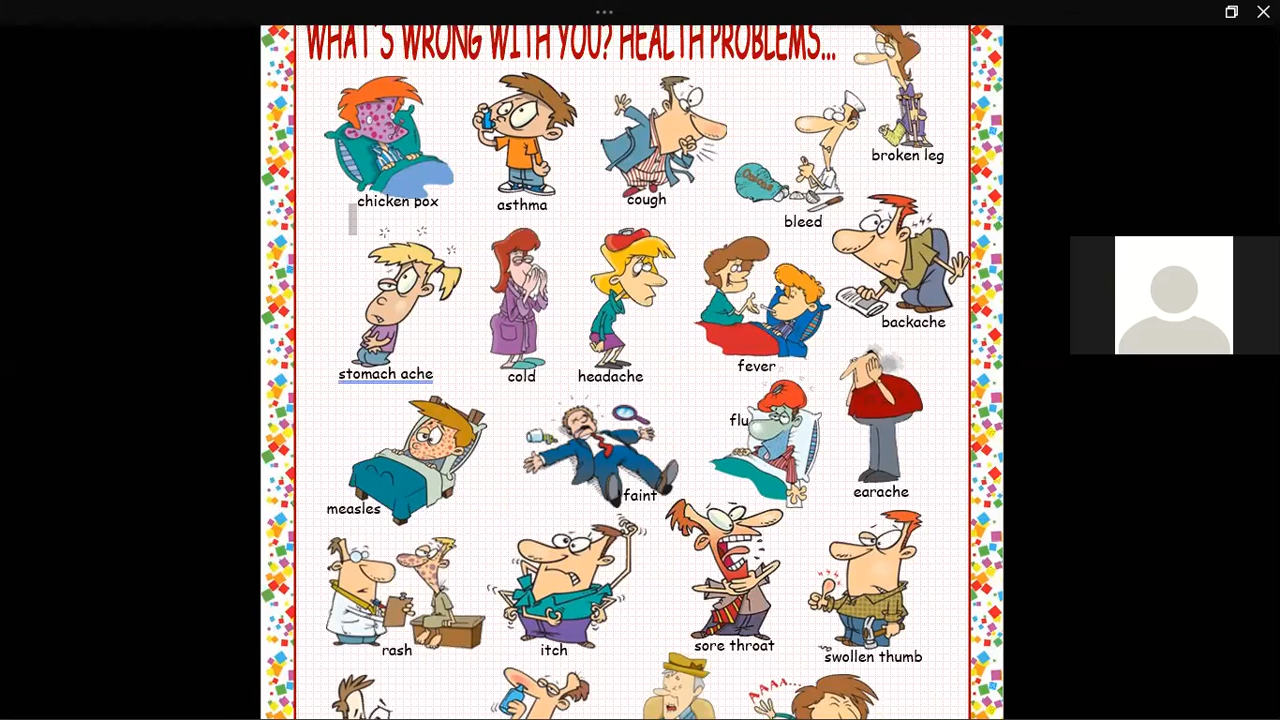 WHAT'S WRONG WITH YOU? HEALTH PROBLEMS...
broken leg
chicken pox
asthma
cough
bleed
backache
stomach ache
cold
headache
fever
flu
earache
measles
faint
rash
itch
sore throat
swollen thumb
AAAA...